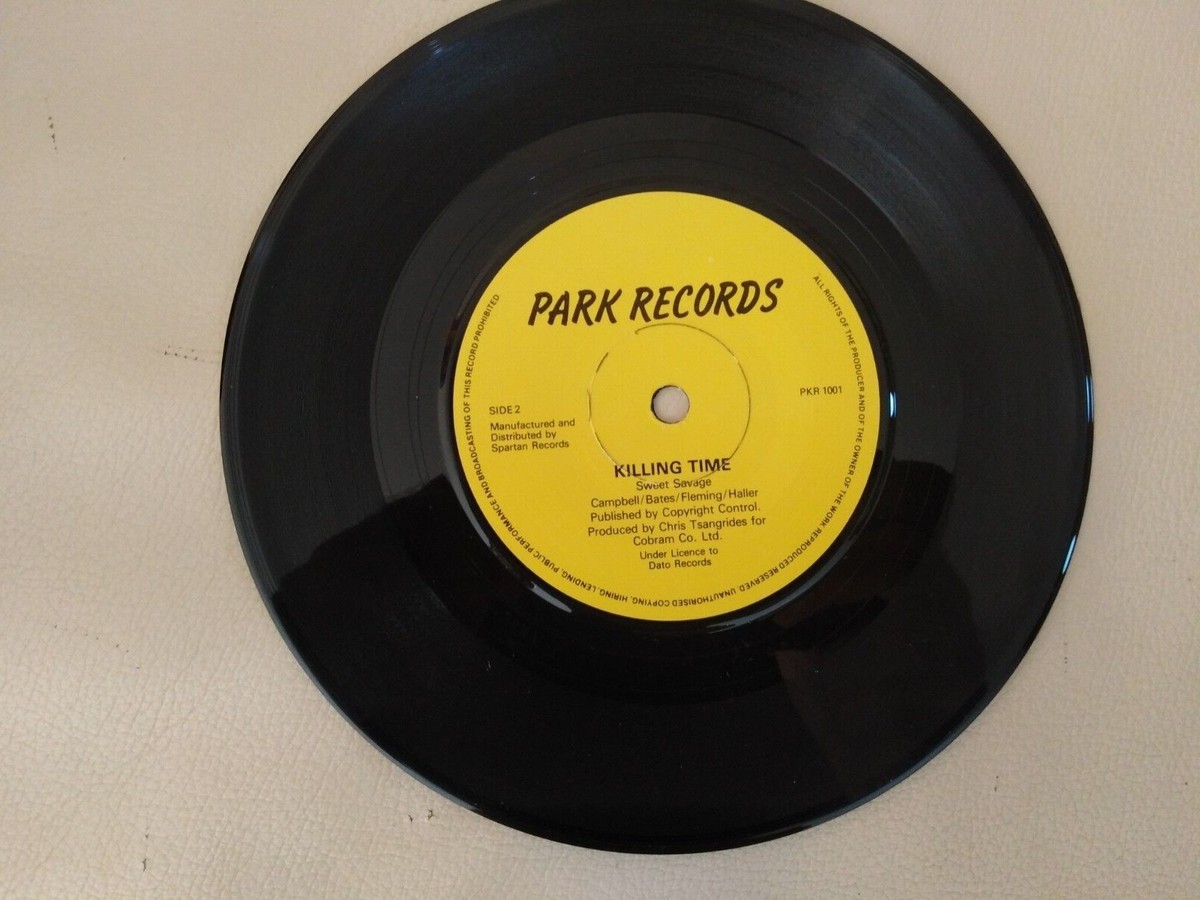 PARK RECORDS
SIDE 2
Manufactured and
Distributed by
Spartan Records
PKR 1001
KILLING TIME
Sweet Savage
Campbell/Bates/Fleming/Haller
Published by Copyright Control.
Produced by Chris Tsangrides for
Cobram Co. Ltd.
Under Licence to
Dato Records
ALL RIGHTS OF THE PRODUCER AND OF THE OWNER OF THE WORK REPRODUCED RESERVED. UNAUTHORISED COPYING, HIRING, LENDING, PUBLIC PERFORMANCE AND BROADCASTING OF THIS RECORD PROHIBITED